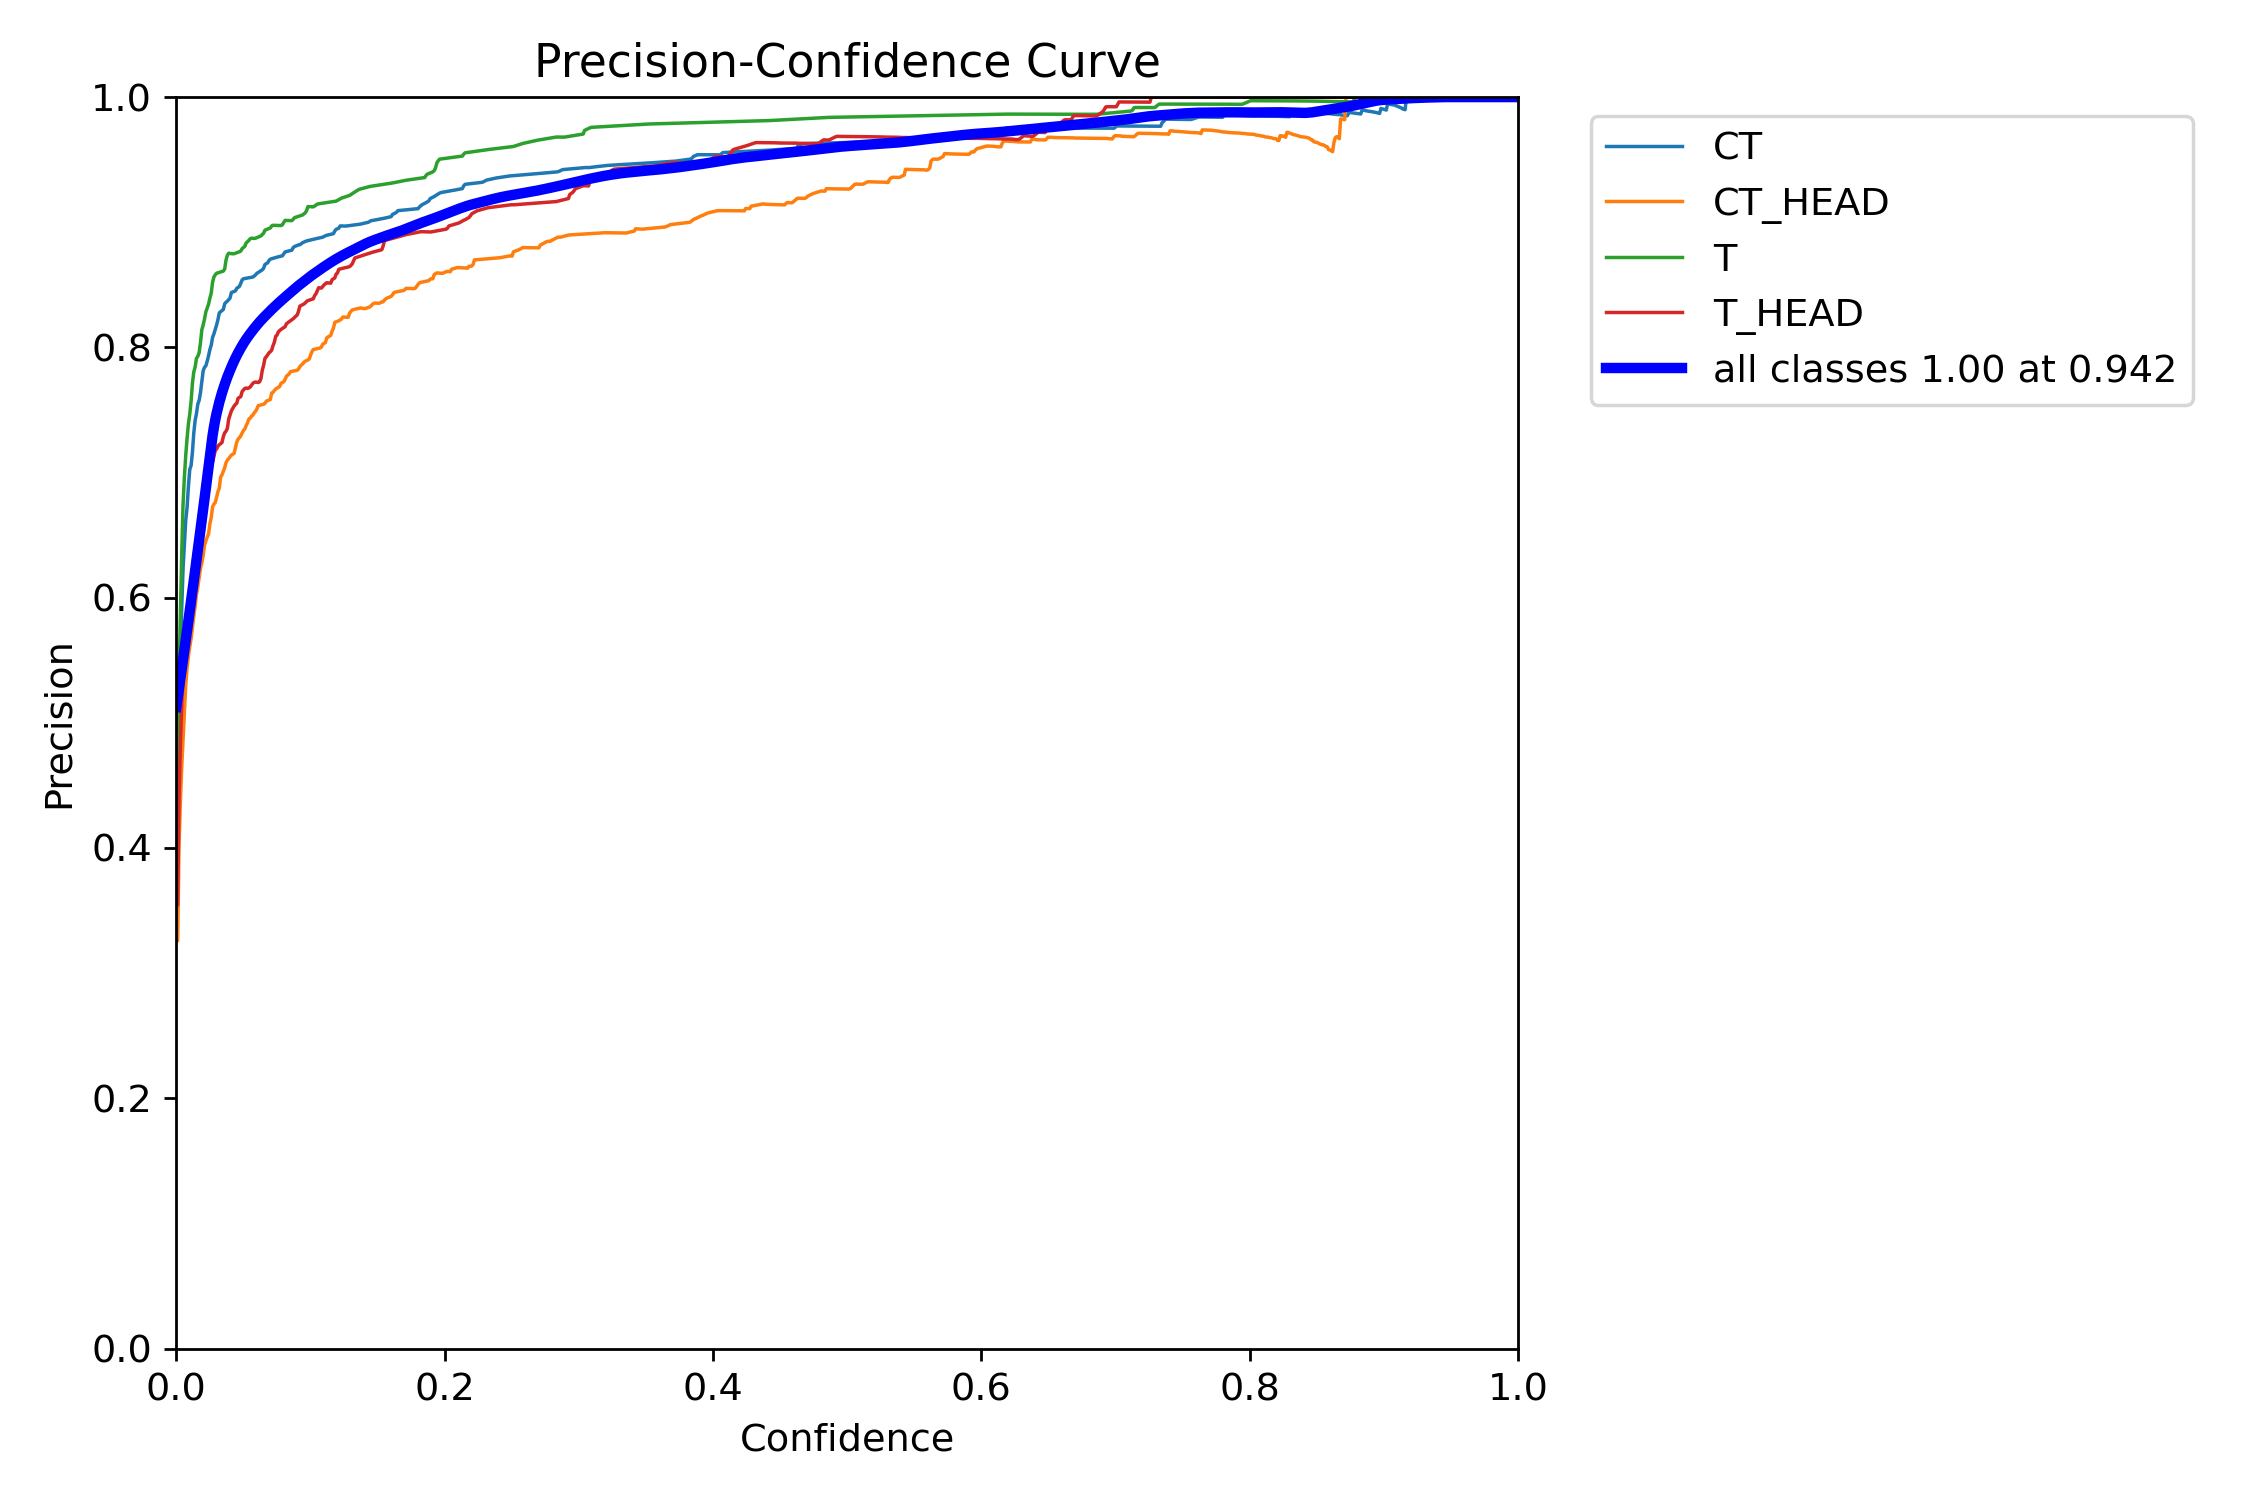 Precision-Confidence Curve
1.0
0.8
0.6
0.4
0.2
0.0
Precision
0.0 0.2 0.4 0.6 0.8 1.0
Confidence
CT
CT_HEAD
T
T_HEAD
all classes 1.00 at 0.942